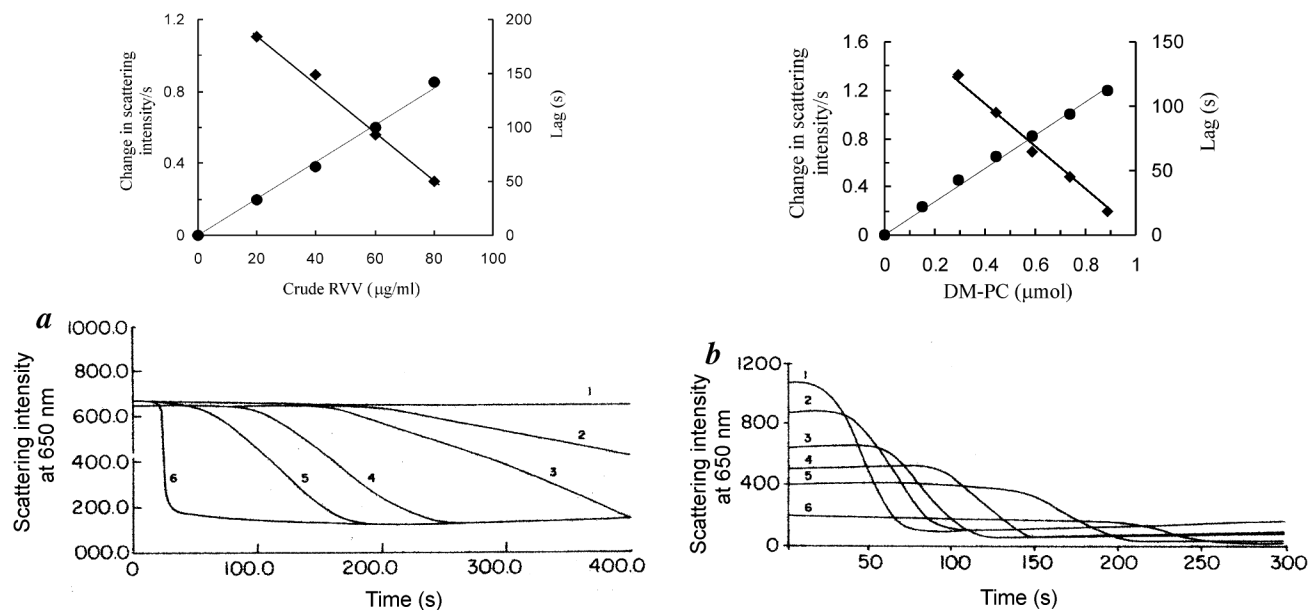 Change in scattering
intensity/s
1.2
0.8
0.4
0
200
150
100
50
0
Lag (s)
0 20 40 60 80 100
Crude RVV (µg/ml)
Change in scattering
intensity/s
1.6
1.2
0.8
0.4
0
150
100
50
0
Lag (s)
0 0.2 0.4 0.6 0.8 1
DM-PC (µmol)
a
Scattering intensity
at 650 nm
1000.0
800.0
600.0
400.0
200.0
000.0
1
2
3
4
5
6
0 100.0 200.0 300.0 400.0
Time (s)
b
Scattering intensity
at 650 nm
1200
800
400
0
1
2
3
4
5
6
50 100 150 200 250 300
Time (s)